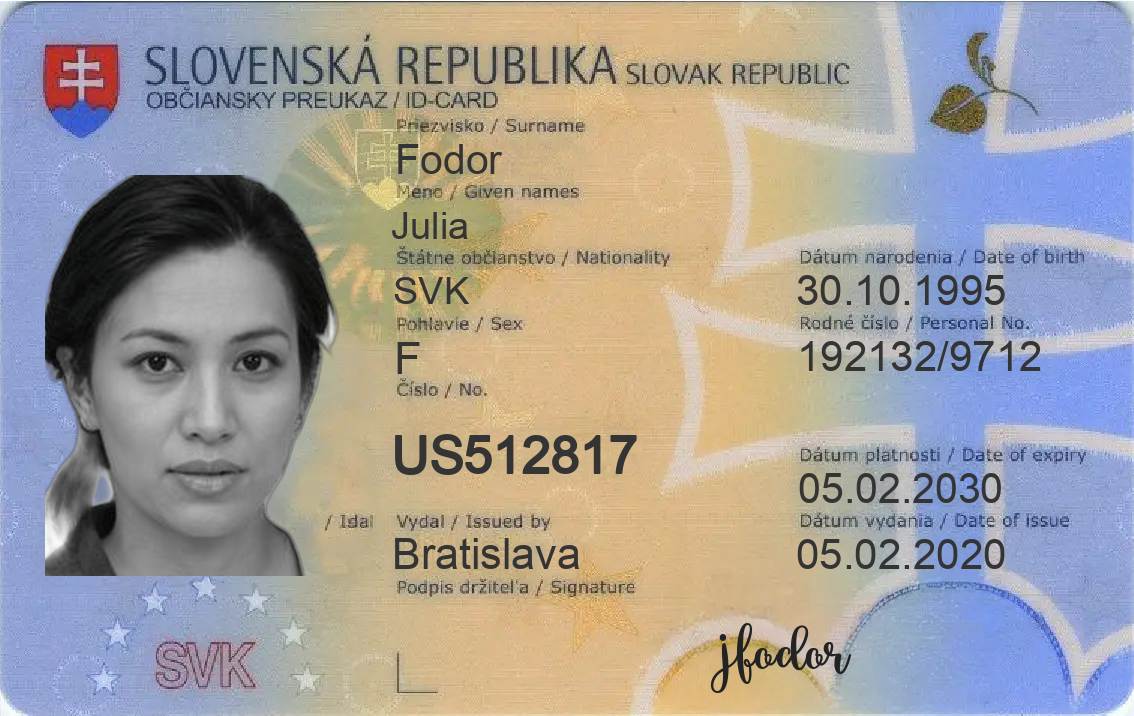 SLOVENSKÁ REPUBLIKA SLOVAK REPUBLIC
OBČIANSKY PREUKAZ / ID-CARD
Priezvisko / Surname
Fodor
Meno / Given names
Julia
Štátne občianstvo / Nationality
SVK
Dátum narodenia / Date of birth
30.10.1995
Pohlavie / Sex
F
Rodné číslo / Personal No.
192132/9712
Číslo / No.
US512817
Dátum platnosti / Date of expiry
05.02.2030
/ Vydal / Issued by
Bratislava
Dátum vydania / Date of issue
05.02.2020
Podpis držiteľa / Signature
jfodor
SVK